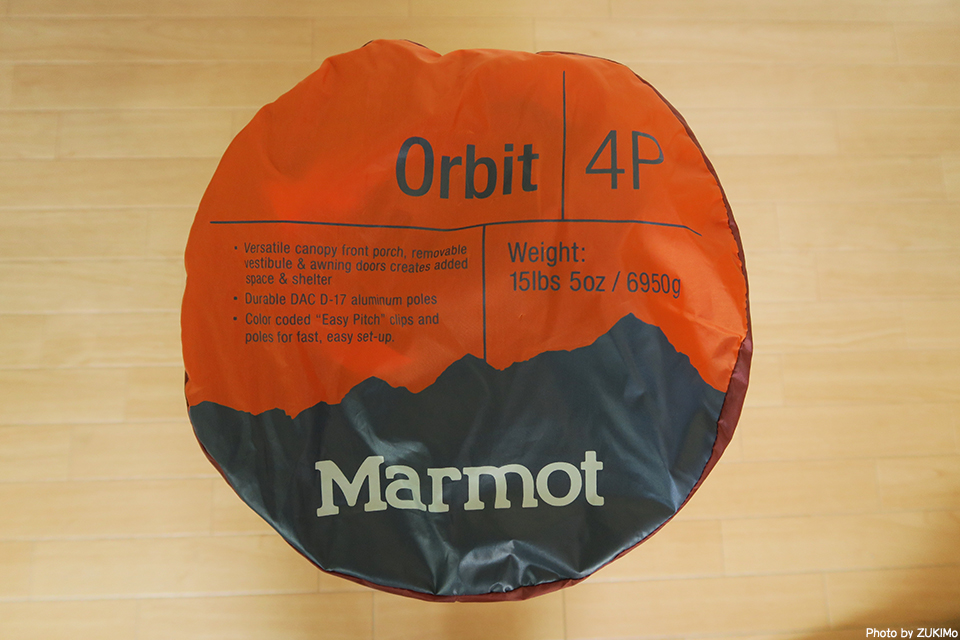 Orbit 4P
• Versatile canopy front porch, removable
vestibule & awning doors creates added
space & shelter
• Durable DAC D-17 aluminum poles
• Color coded "Easy Pitch" clips and
poles for fast, easy set-up.
Weight:
15lbs 5oz / 6950g
Marmot
Photo by ZUKIMo